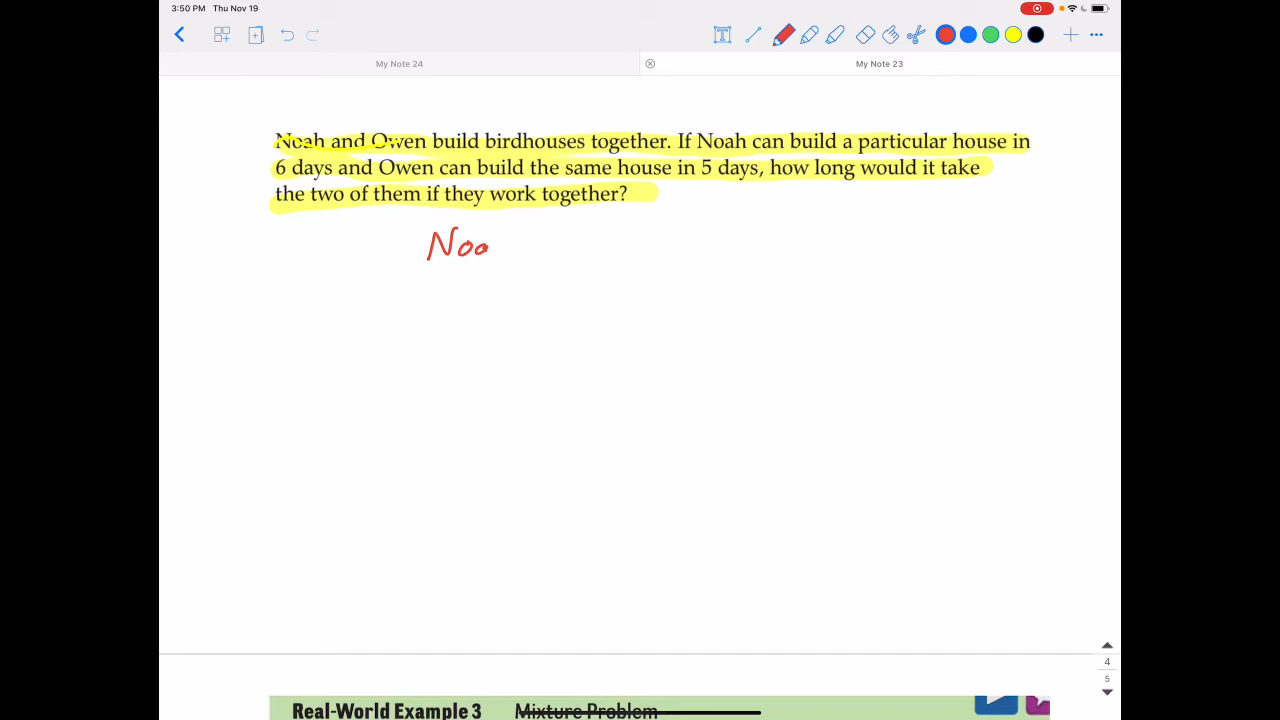 3:50 PM Thu Nov 19
My Note 24
My Note 23
Noah and Owen build birdhouses together. If Noah can build a particular house in
6 days and Owen can build the same house in 5 days, how long would it take
the two of them if they work together?
Noa
4
5
Real-World Example 3 Mixture Problem